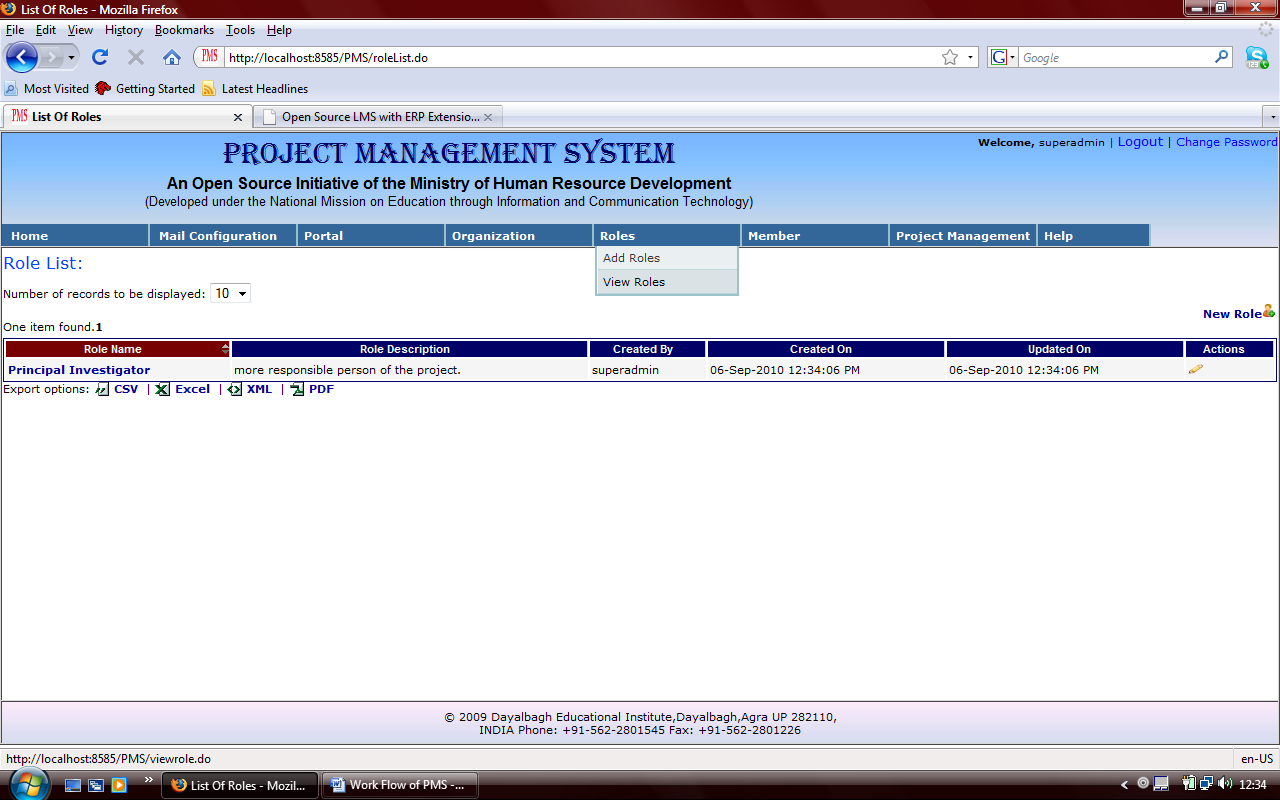 List Of Roles - Mozilla Firefox
File Edit View History Bookmarks Tools Help
PMS http://localhost:8585/PMS/roleList.do G Google
Most Visited Getting Started Latest Headlines
PMS List Of Roles Open Source LMS with ERP Extensio...
PROJECT MANAGEMENT SYSTEM
Welcome, superadmin | Logout | Change Password
An Open Source Initiative of the Ministry of Human Resource Development
(Developed under the National Mission on Education through Information and Communication Technology)
Home Mail Configuration Portal Organization Roles Member Project Management Help
Add Roles
View Roles
Role List:
Number of records to be displayed: 10
New Role
One item found.1
Role Name Role Description Created By Created On Updated On Actions
Principal Investigator more responsible person of the project. superadmin 06-Sep-2010 12:34:06 PM 06-Sep-2010 12:34:06 PM
Export options: CSV | Excel | XML | PDF
© 2009 Dayalbagh Educational Institute,Dayalbagh,Agra UP 282110,
INDIA Phone: +91-562-2801545 Fax: +91-562-2801226
http://localhost:8585/PMS/viewrole.do en-US
List Of Roles - Mozil... Work Flow of PMS -... 12:34